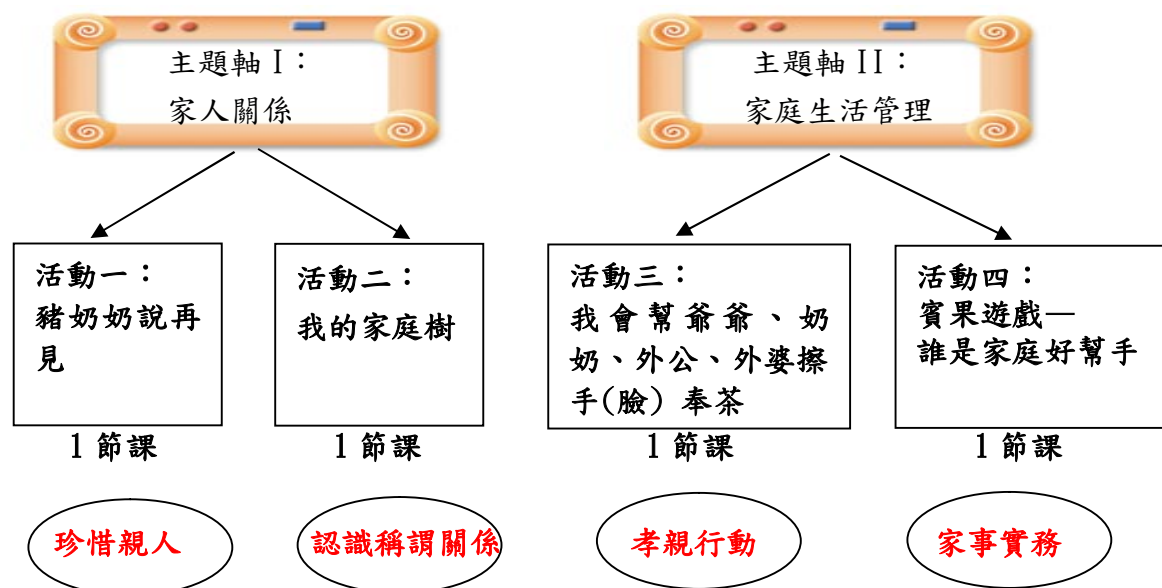 主題軸 I：
家人關係
主題軸 II：
家庭生活管理
活動一：
豬奶奶說再
見
1 節課
珍惜親人
活動二：
我的家庭樹
1 節課
認識稱謂關係
活動三：
我會幫爺爺、奶
奶、外公、外婆擦
手(臉) 奉茶
1 節課
孝親行動
活動四：
賓果遊戲—
誰是家庭好幫手
1 節課
家事實務